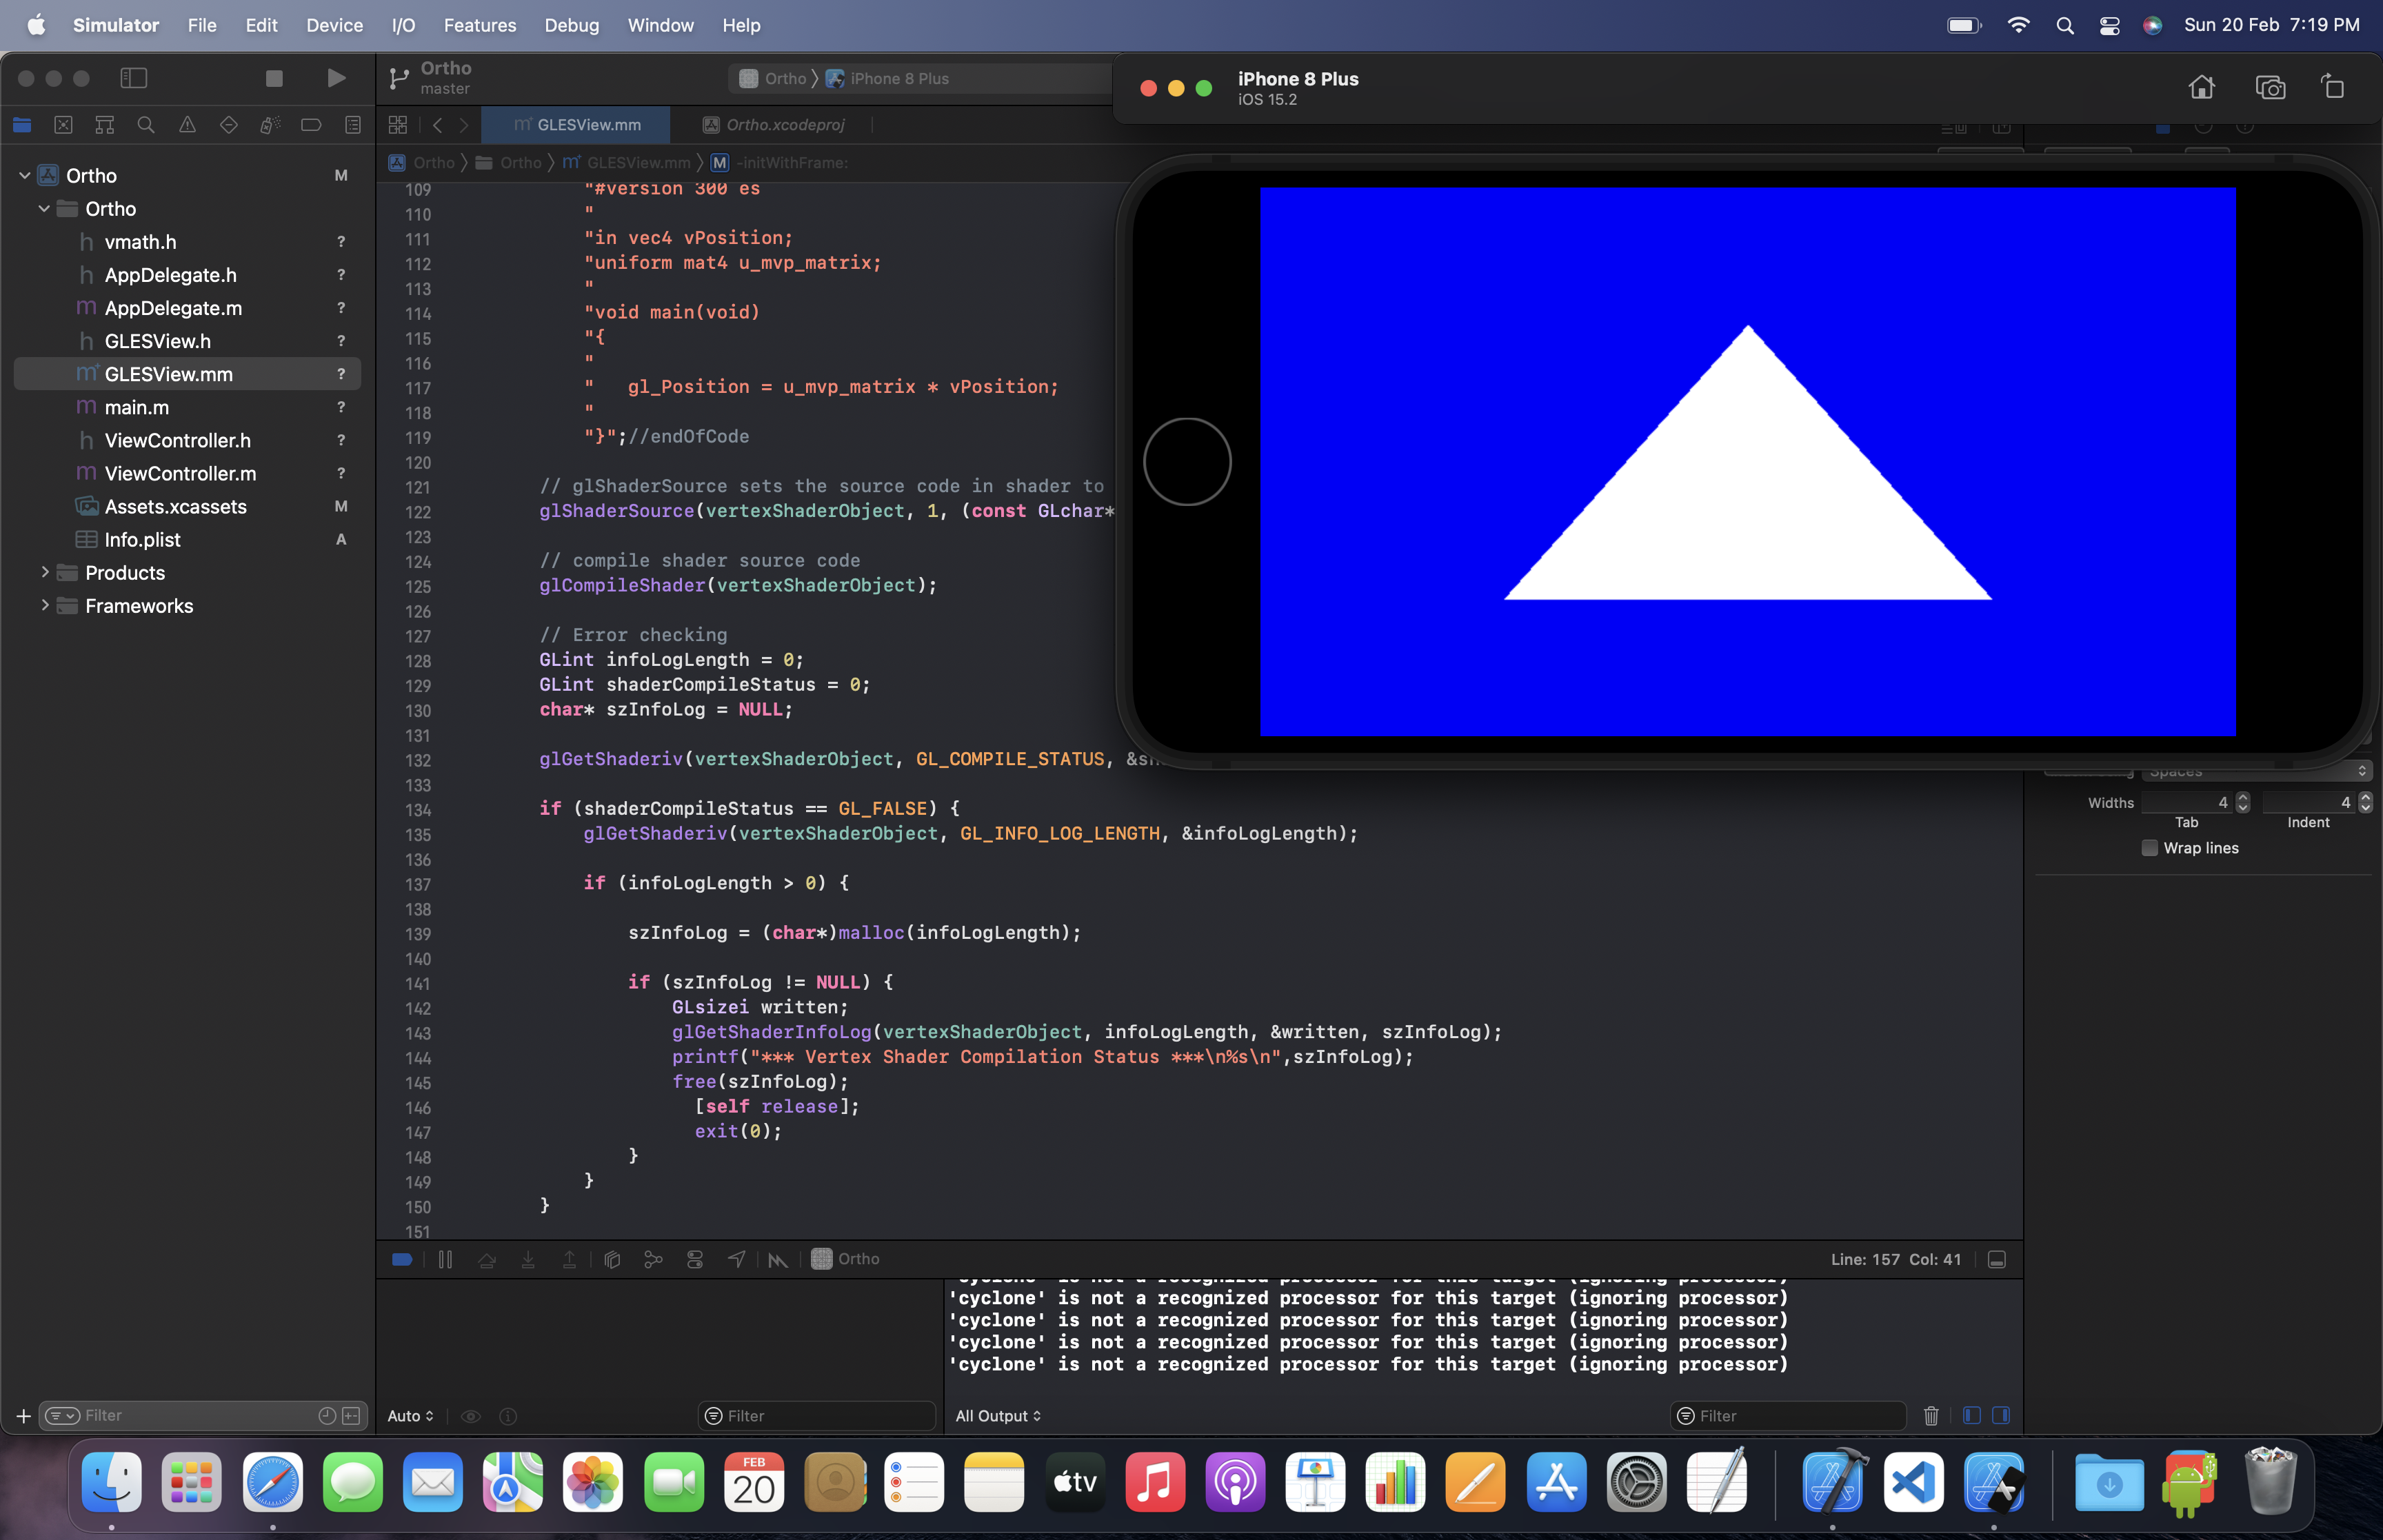 Simulator File Edit Device I/O Features Debug Window Help Sun 20 Feb 7:19 PM
Ortho
master
Ortho iPhone 8 Plus
iPhone 8 Plus
iOS 15.2
GLESView.mm Ortho.xcodeproj
Ortho Ortho GLESView.mm M -initWithFrame:
Ortho M
Ortho
vmath.h ?
AppDelegate.h ?
AppDelegate.m ?
GLESView.h ?
GLESView.mm ?
main.m ?
ViewController.h ?
ViewController.m ?
Assets.xcassets M
Info.plist A
Products
Frameworks
109 "#version 300 es
110 "
111 "in vec4 vPosition;
112 "uniform mat4 u_mvp_matrix;
113 "
114 "void main(void)
115 "{
116 "
117 " gl_Position = u_mvp_matrix * vPosition;
118 "
119 "}";//endOfCode
120
121 // glShaderSource sets the source code in shader to
122 glShaderSource(vertexShaderObject, 1, (const GLchar*
123
124 // compile shader source code
125 glCompileShader(vertexShaderObject);
126
127 // Error checking
128 GLint infoLogLength = 0;
129 GLint shaderCompileStatus = 0;
130 char* szInfoLog = NULL;
131
132 glGetShaderiv(vertexShaderObject, GL_COMPILE_STATUS,
133
134 if (shaderCompileStatus == GL_FALSE) {
135 glGetShaderiv(vertexShaderObject, GL_INFO_LOG_LENGTH, &infoLogLength);
136
137 if (infoLogLength > 0) {
138
139 szInfoLog = (char*)malloc(infoLogLength);
140
141 if (szInfoLog != NULL) {
142 GLsizei written;
143 glGetShaderInfoLog(vertexShaderObject, infoLogLength, &written, szInfoLog);
144 printf("*** Vertex Shader Compilation Status ***\n%s\n",szInfoLog);
145 free(szInfoLog);
146 [self release];
147 exit(0);
148 }
149 }
150 }
151
Spaces
Widths 4 4
Tab Indent
Wrap lines
Ortho
Line: 157 Col: 41
'cyclone' is not a recognized processor for this target (ignoring processor)
'cyclone' is not a recognized processor for this target (ignoring processor)
'cyclone' is not a recognized processor for this target (ignoring processor)
'cyclone' is not a recognized processor for this target (ignoring processor)
'cyclone' is not a recognized processor for this target (ignoring processor)
Filter
Auto
Filter
All Output
Filter
FEB
20
tv